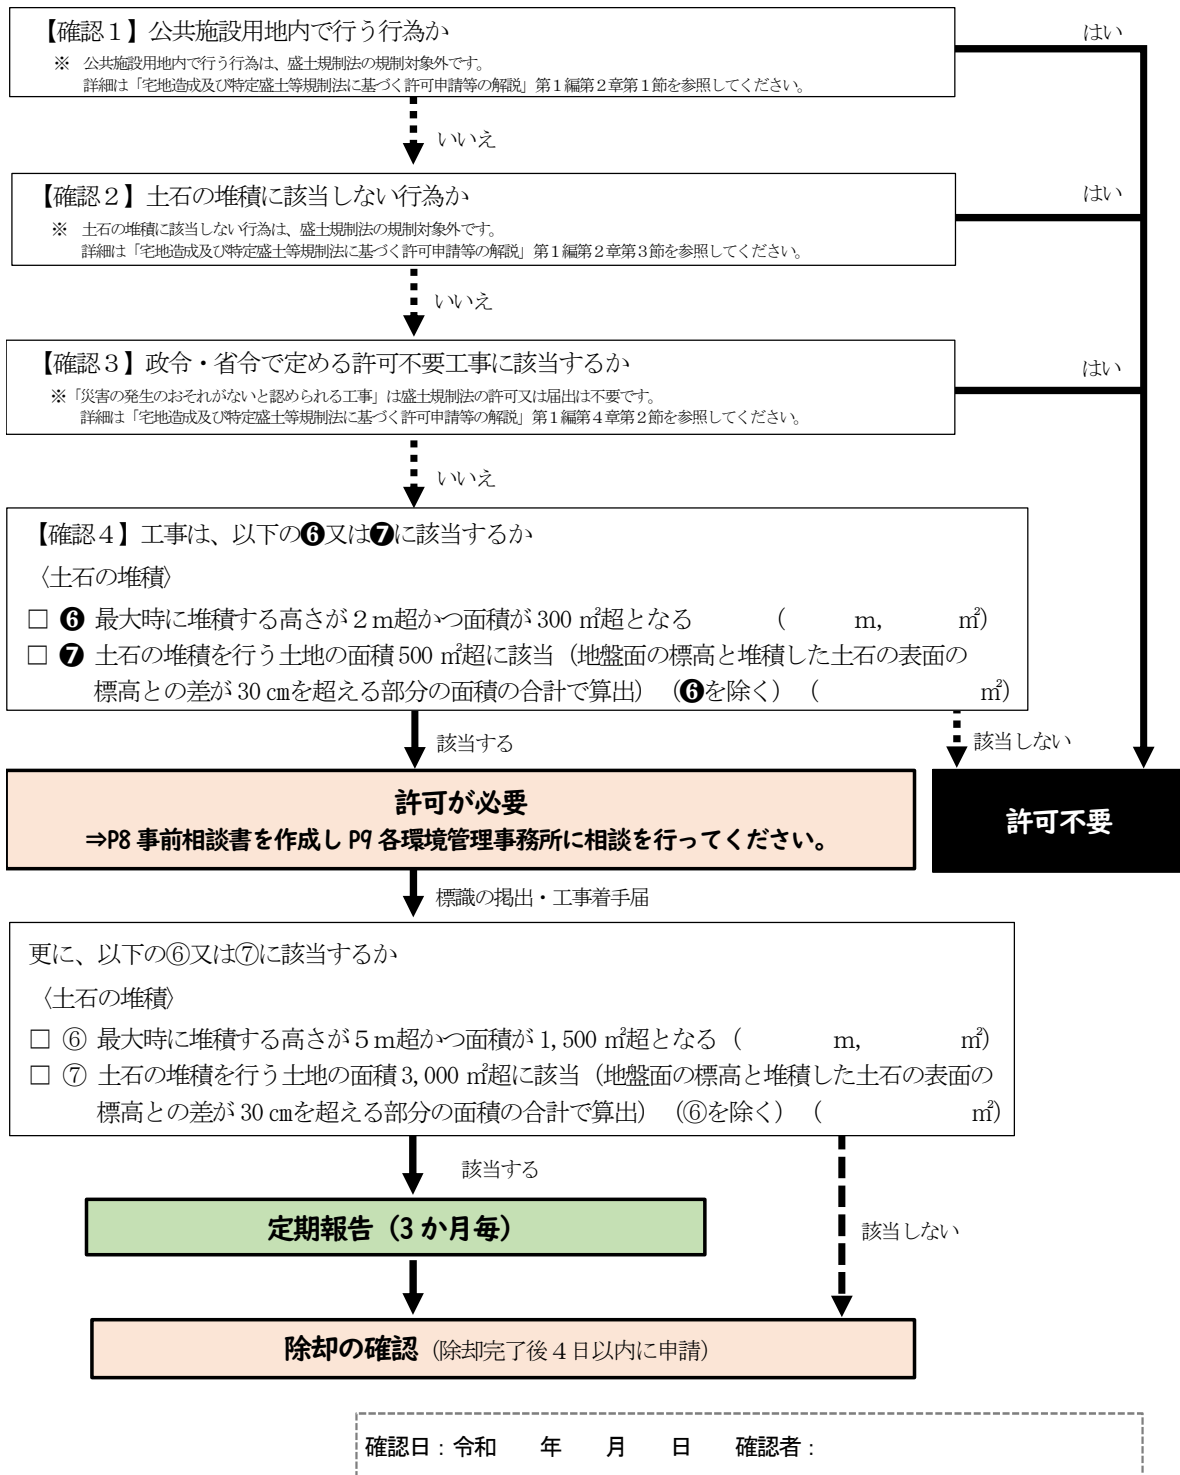 【確認１】公共施設用地内で行う行為か
はい
※　公共施設用地内で行う行為は、盛土規制法の規制対象外です。
詳細は「宅地造成及び特定盛土等規制法に基づく許可申請等の解説」第１編第２章第１節を参照してください。
いいえ
【確認２】土石の堆積に該当しない行為か
はい
※　土石の堆積に該当しない行為は、盛土規制法の規制対象外です。
詳細は「宅地造成及び特定盛土等規制法に基づく許可申請等の解説」第１編第２章第３節を参照してください。
いいえ
【確認３】政令・省令で定める許可不要工事に該当するか
はい
※「災害の発生のおそれがないと認められる工事」は盛土規制法の許可又は届出は不要です。
詳細は「宅地造成及び特定盛土等規制法に基づく許可申請等の解説」第１編第４章第２節を参照してください。
いいえ
【確認４】工事は、以下の❻又は❼に該当するか
〈土石の堆積〉
□ ❻ 最大時に堆積する高さが２ｍ超かつ面積が 300 ㎡超となる　（　　ｍ,　　㎡）
□ ❼ 土石の堆積を行う土地の面積 500 ㎡超に該当（地盤面の標高と堆積した土石の表面の
標高との差が 30 ㎝を超える部分の面積の合計で算出）（❻を除く）（　　㎡）
該当する
該当しない
許可が必要
⇒P8 事前相談書を作成し P9 各環境管理事務所に相談を行ってください。
許可不要
標識の掲出・工事着手届
更に、以下の⑥又は⑦に該当するか
〈土石の堆積〉
□ ⑥ 最大時に堆積する高さが５ｍ超かつ面積が 1,500 ㎡超となる（　　ｍ,　　㎡）
□ ⑦ 土石の堆積を行う土地の面積 3,000 ㎡超に該当（地盤面の標高と堆積した土石の表面の
標高との差が 30 ㎝を超える部分の面積の合計で算出）（⑥を除く）（　　㎡）
該当する
定期報告（3 か月毎）
該当しない
除却の確認（除却完了後４日以内に申請）
確認日：令和　　年　　月　　日　　確認者：